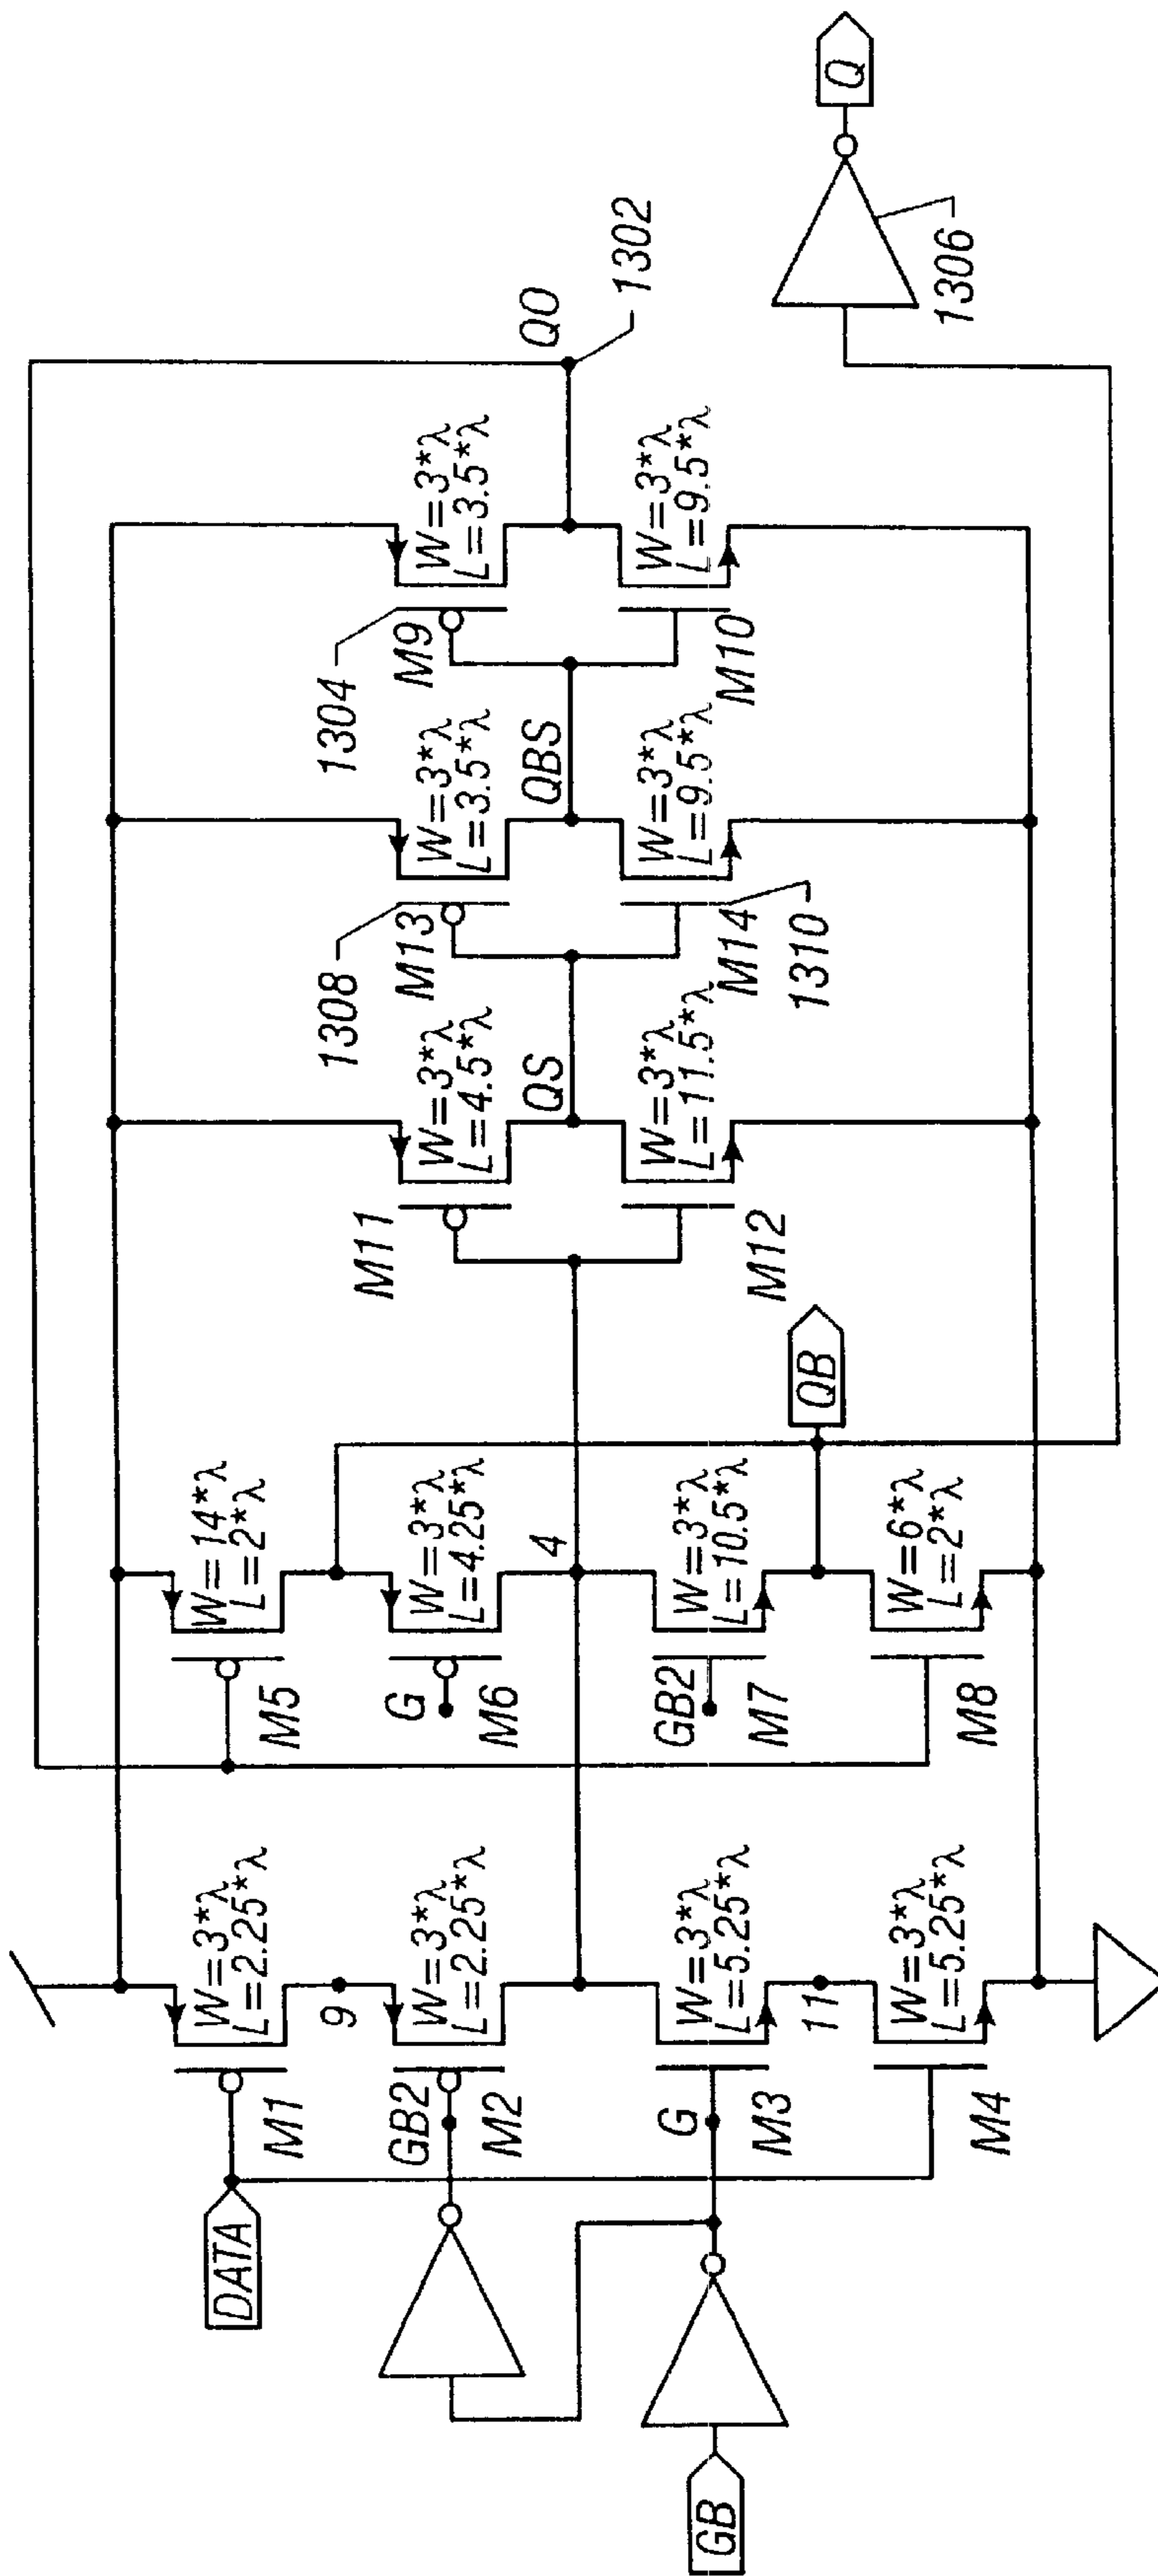 DATA
GB
M1
W=3*λ
L=2.25*λ
9
GB2
M2
W=3*λ
L=2.25*λ
G
M3
W=3*λ
L=5.25*λ
11
M4
W=3*λ
L=5.25*λ
M5
W=14*λ
L=2*λ
G
M6
W=3*λ
L=4.25*λ
4
GB2
M7
W=3*λ
L=10.5*λ
M8
W=6*λ
L=2*λ
QB
M11
W=3*λ
L=4.5*λ
QS
M12
W=3*λ
L=11.5*λ
1308
M13
W=3*λ
L=3.5*λ
QBS
M14
1310
W=3*λ
L=9.5*λ
1304
M9
W=3*λ
L=3.5*λ
M10
W=3*λ
L=9.5*λ
QO
1302
1306
Q